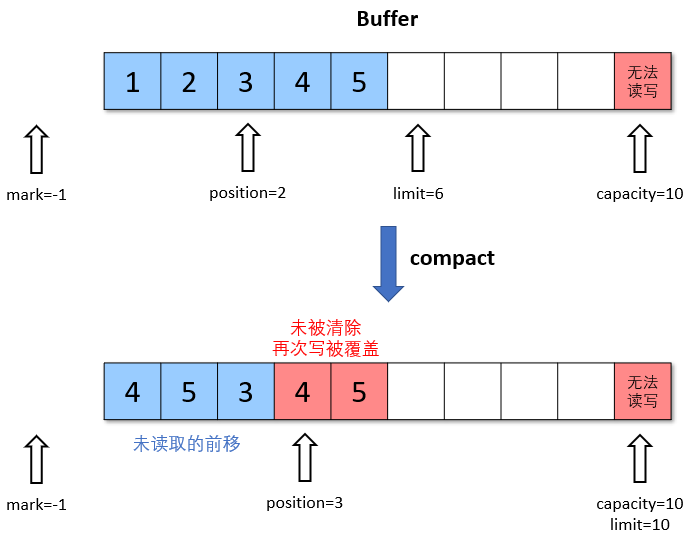 Buffer
1 2 3 4 5 无法
读写
mark=-1 position=2 limit=6 capacity=10
compact
未被清除
再次写被覆盖
4 5 3 4 5 无法
读写
未读取的前移
mark=-1 position=3 capacity=10
limit=10